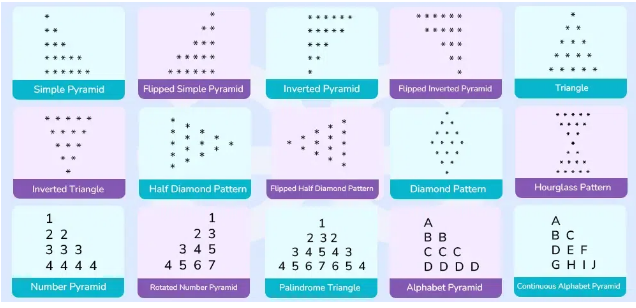 *
* *
* * *
* * * * *
* * * * * *
Simple Pyramid
*
* *
* * *
* * * * *
* * * * * *
Flipped Simple Pyramid
* * * * * *
* * * * *
* * *
* *
*
Inverted Pyramid
* * * * * *
* * * * *
* * *
* *
*
Flipped Inverted Pyramid
*
* *
* * *
* * * *
* * * * *
Triangle
* * * * *
* * * *
* * *
* *
*
Inverted Triangle
Half Diamond Pattern
Flipped Half Diamond Pattern
Diamond Pattern
Hourglass Pattern
1
2 2
3 3 3
4 4 4 4
Number Pyramid
1
2 3
3 4 5
4 5 6 7
Rotated Number Pyramid
1
2 3 2
3 4 5 4 3
4 5 6 7 6 5 4
Palindrome Triangle
A
B B
C C C
D D D D
Alphabet Pyramid
A
B C
D E F
G H I J
Continuous Alphabet Pyramid